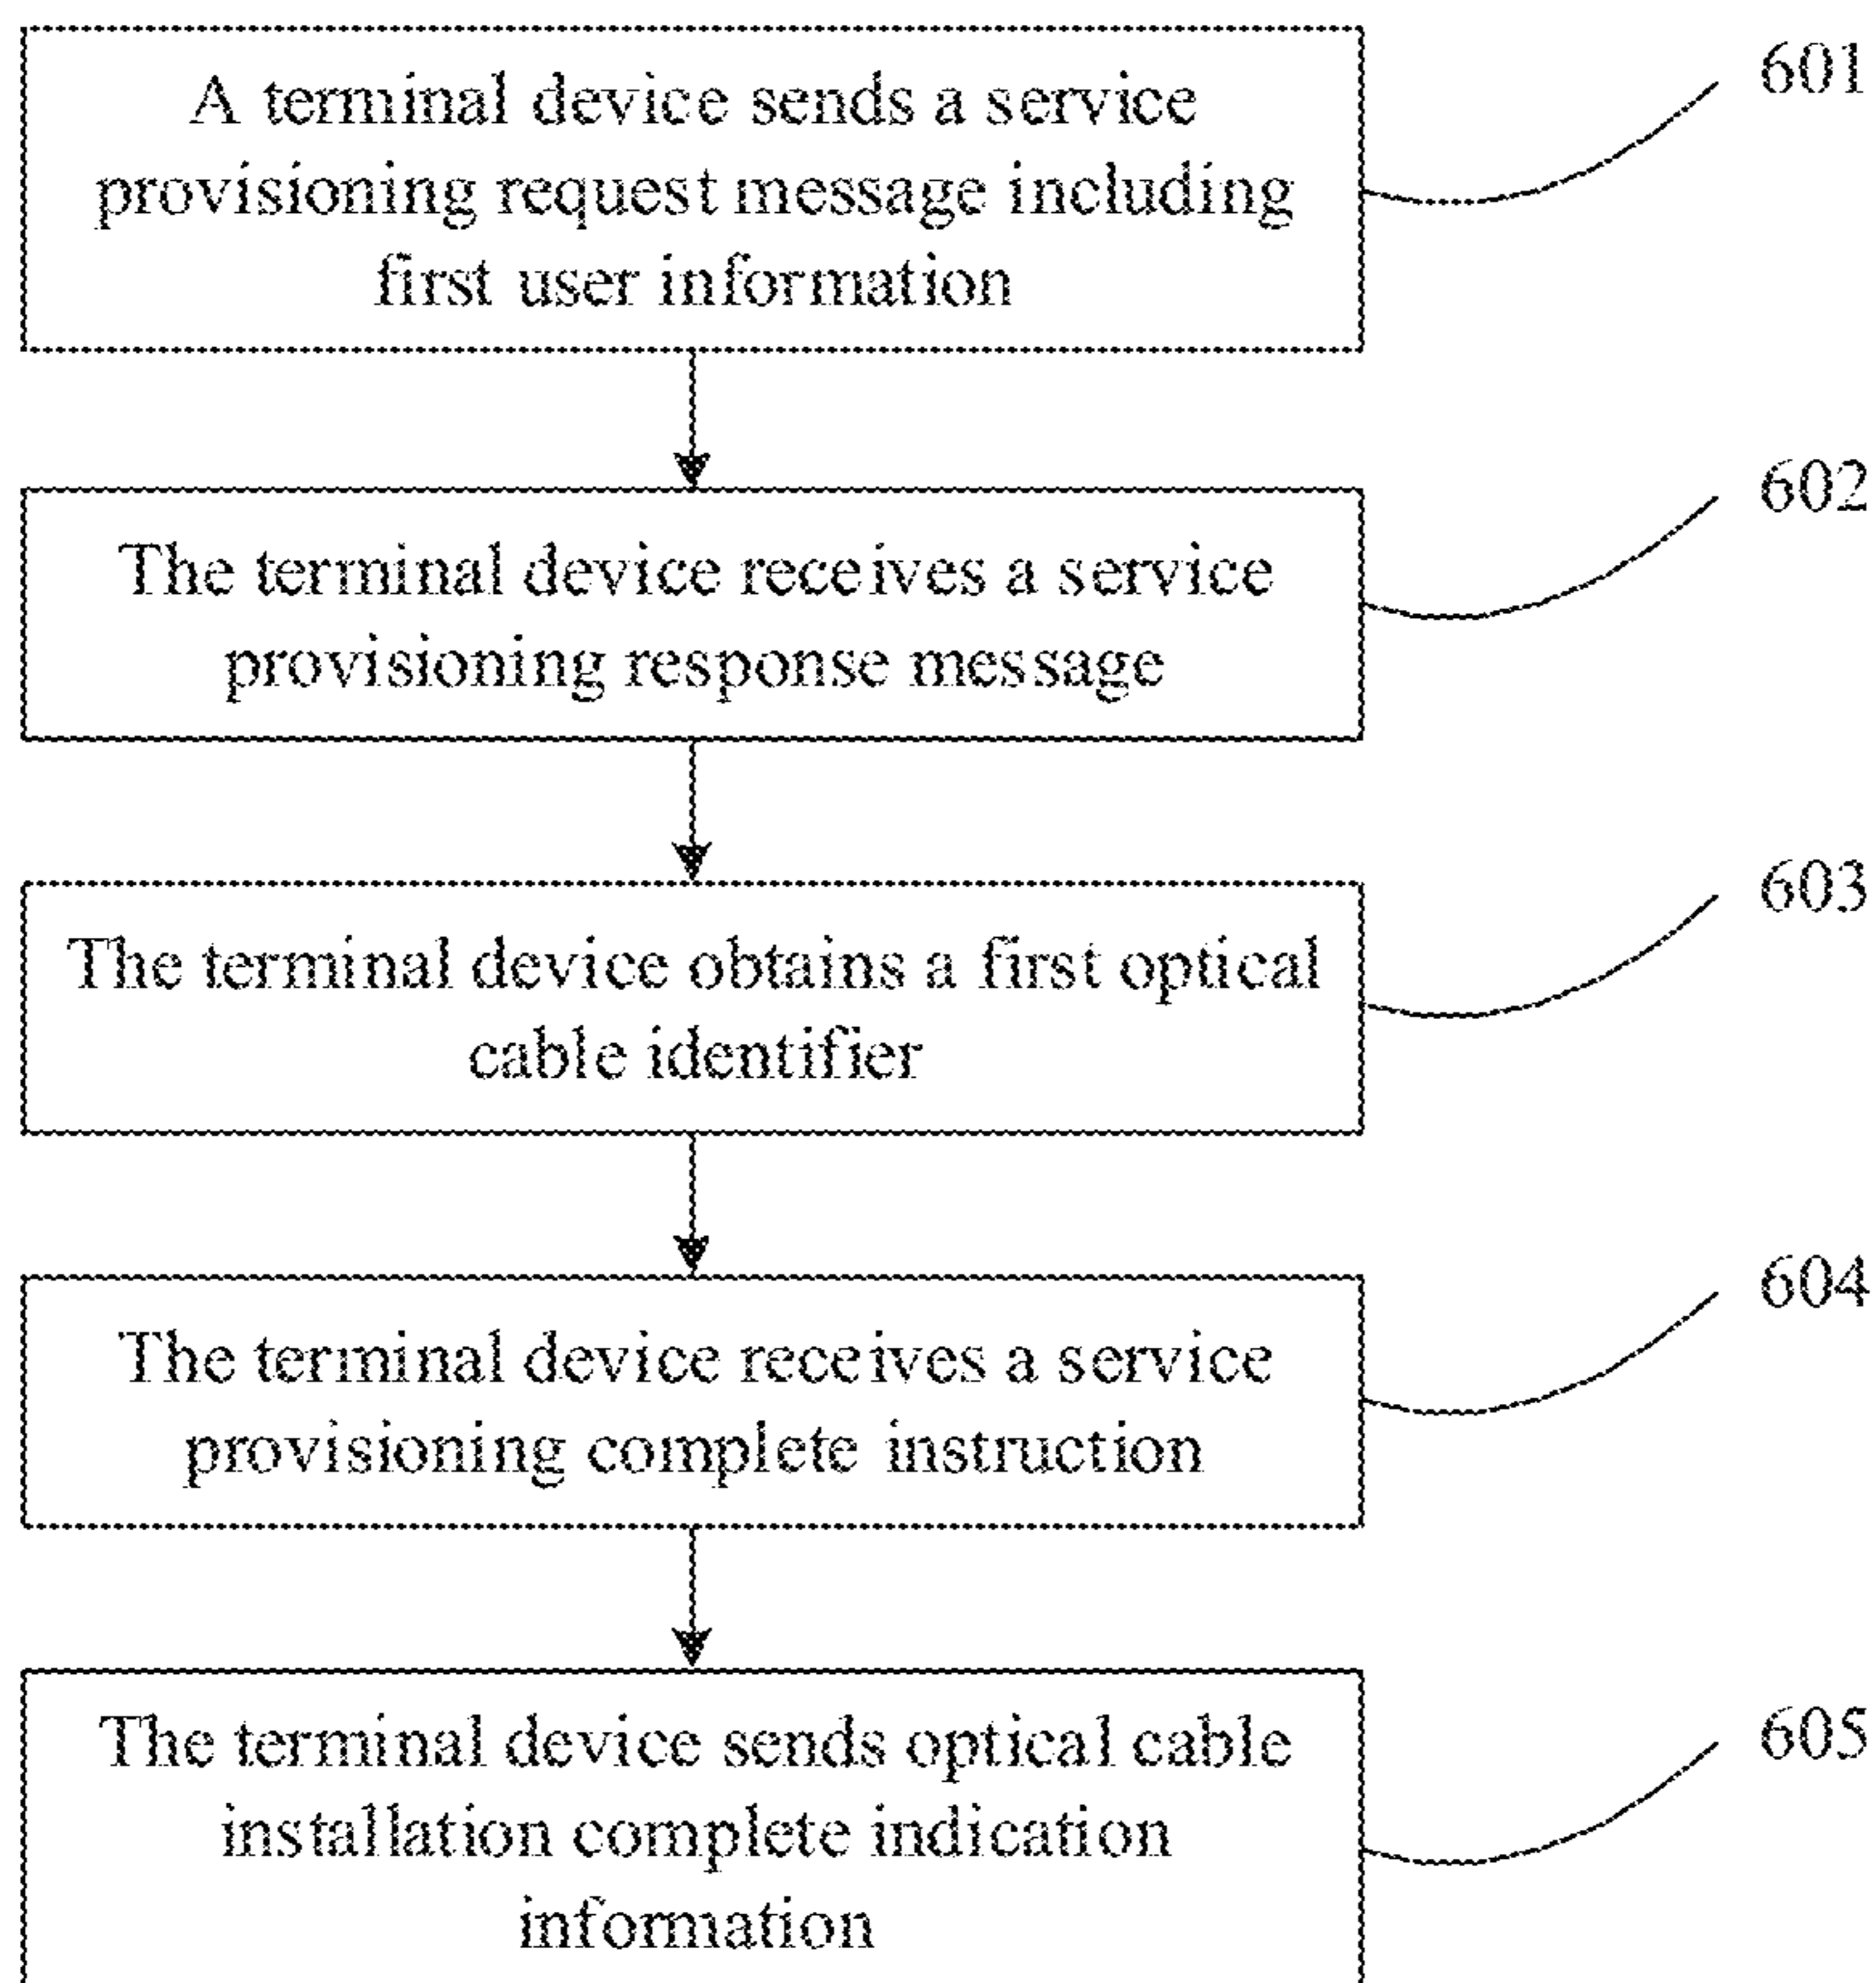 A terminal device sends a service
provisioning request message including
first user information
601
The terminal device receives a service
provisioning response message
602
The terminal device obtains a first optical
cable identifier
603
The terminal device receives a service
provisioning complete instruction
604
The terminal device sends optical cable
installation complete indication
information
605